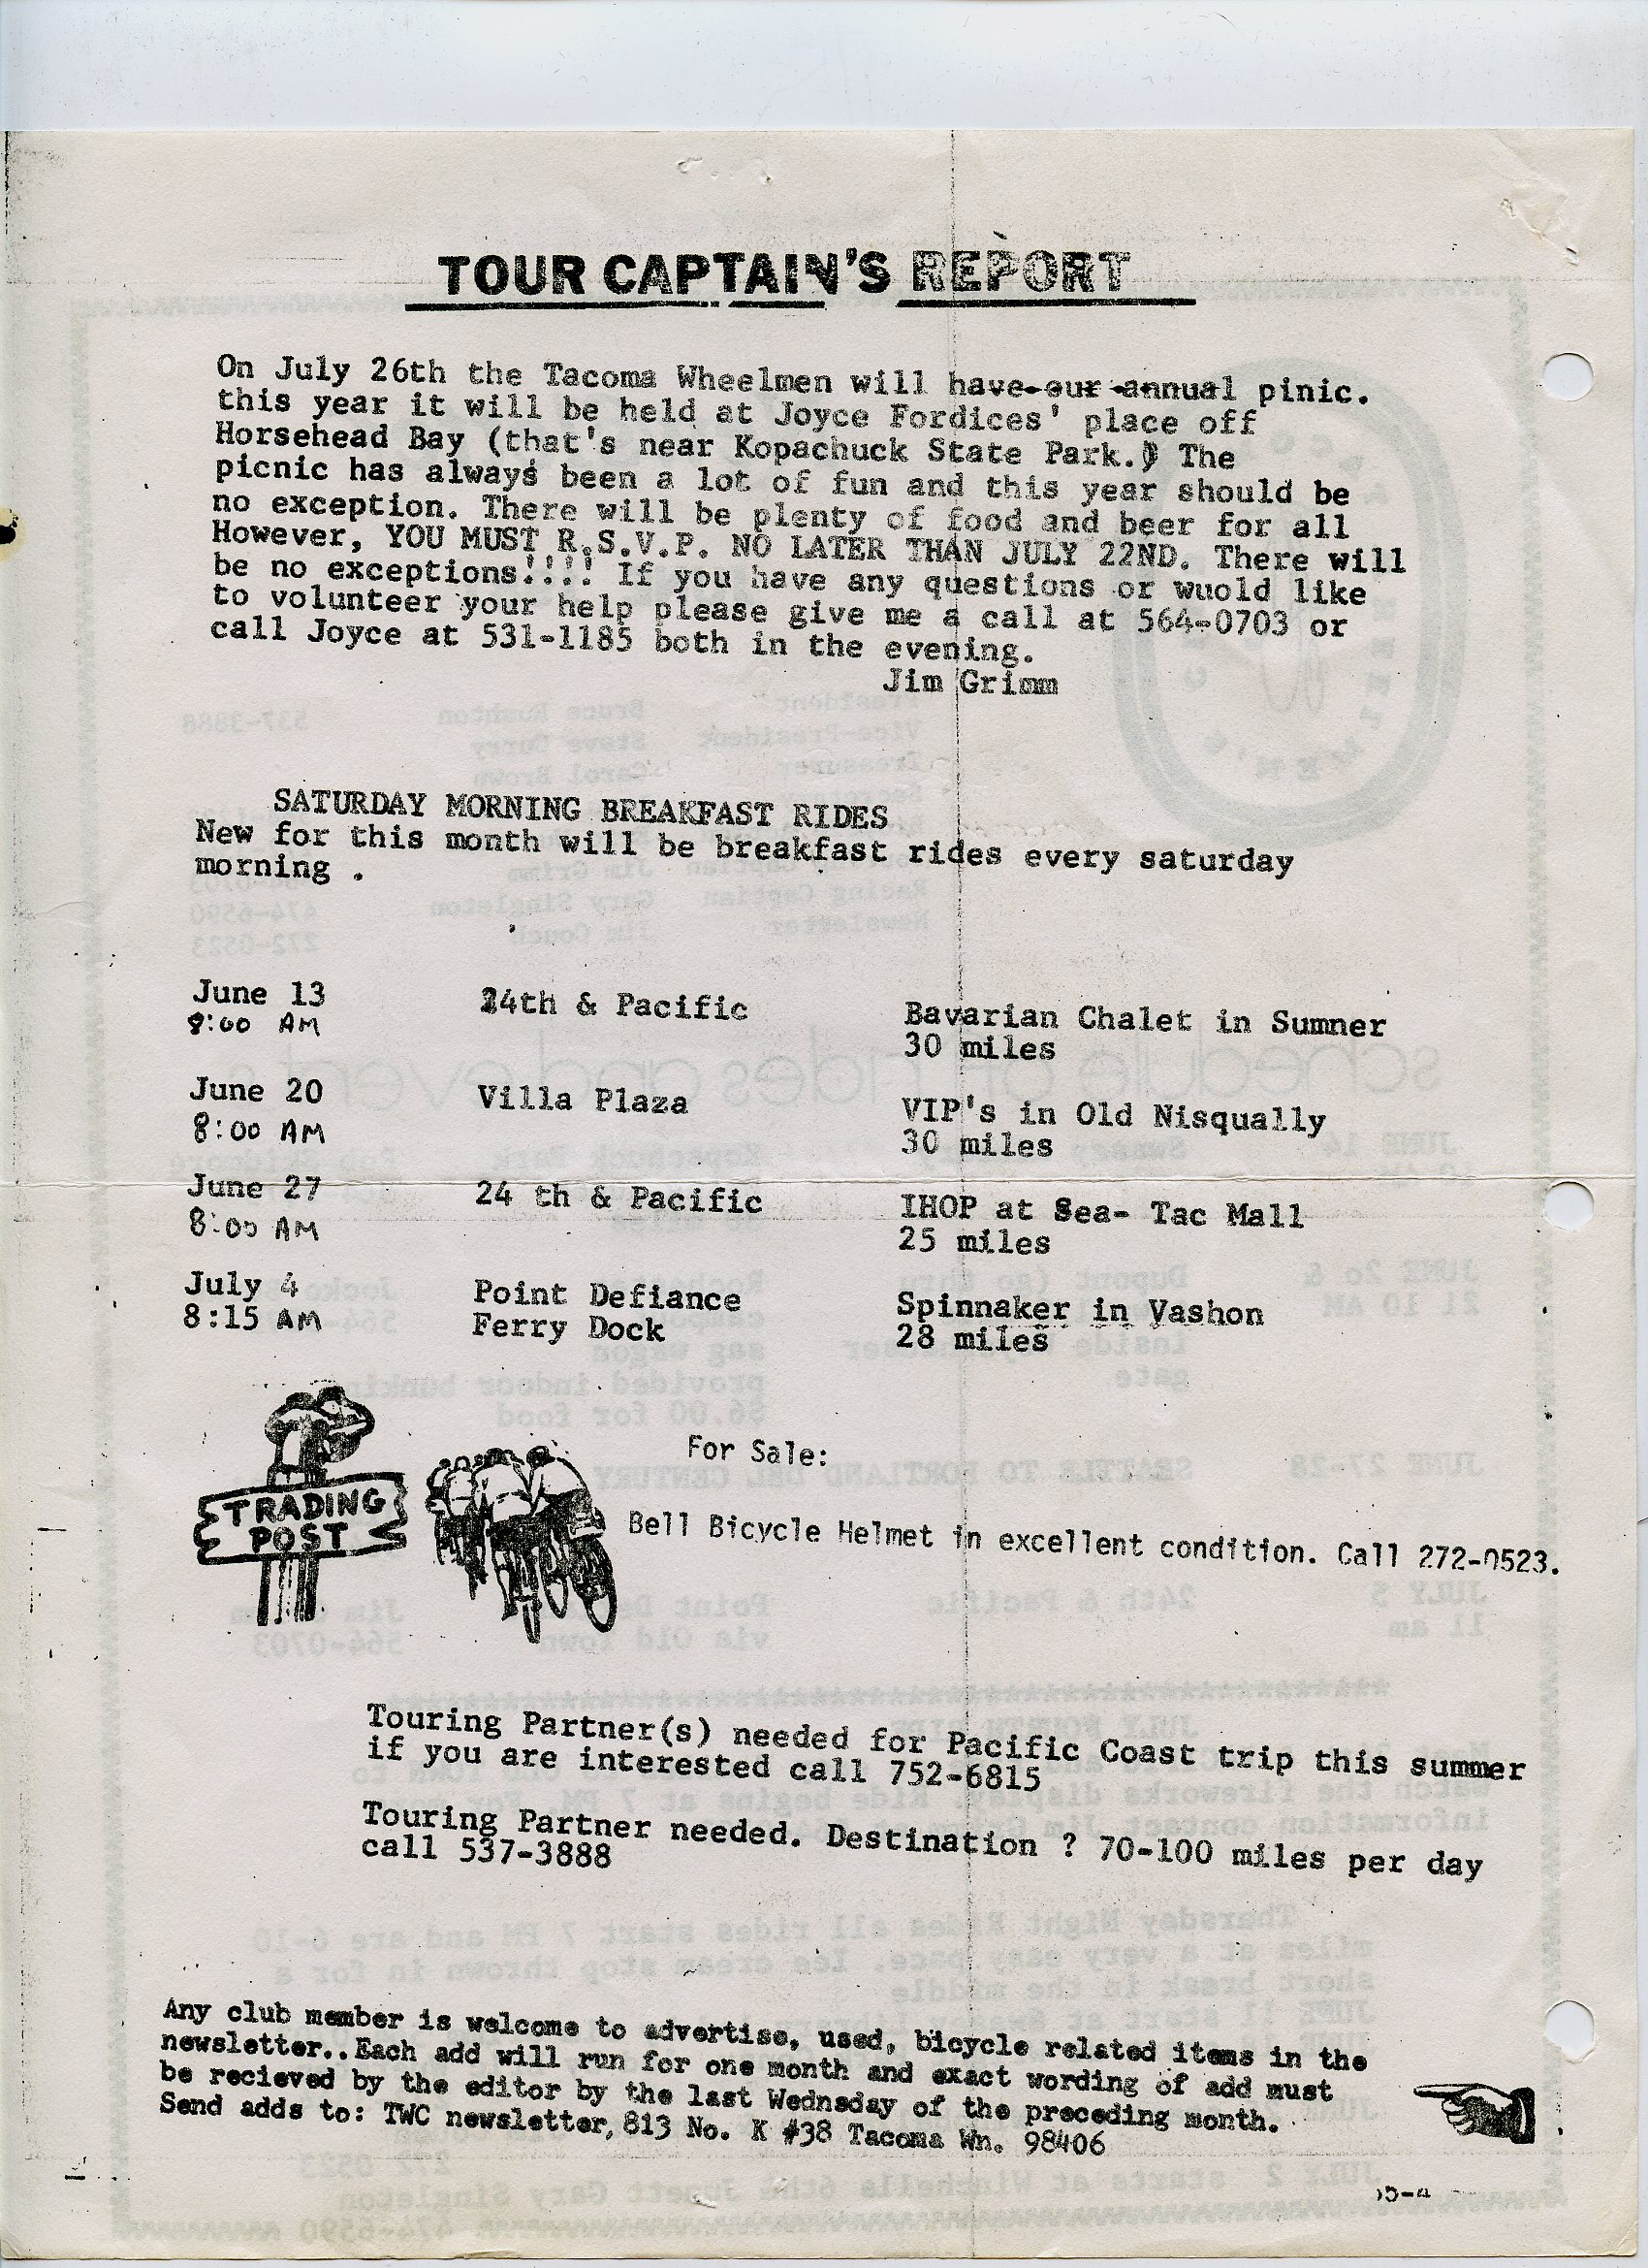 TOUR CAPTAIN'S REPORT
On July 26th the Tacoma Wheelmen will have our annual pinic.
this year it will be held at Joyce Fordices' place off
Horsehead Bay (that's near Kopachuck State Park.) The
picnic has always been a lot of fun and this year should be
no exception. There will be plenty of food and beer for all
However, YOU MUST R.S.V.P. NO LATER THAN JULY 22ND. There will
be no exceptions!!!! If you have any questions or wuold like
to volunteer your help please give me a call at 564-0703 or
call Joyce at 531-1185 both in the evening.
Jim Grimm
SATURDAY MORNING BREAKFAST RIDES
New for this month will be breakfast rides every saturday
morning .
June 13 24th & Pacific Bavarian Chalet in Sumner
8:00 AM 30 miles
June 20 Villa Plaza VIP's in Old Nisqually
8:00 AM 30 miles
June 27 24 th & Pacific IHOP at Sea- Tac Mall
8:00 AM 25 miles
July 4 Point Defiance Spinnaker in Vashon
8:15 AM Ferry Dock 28 miles
TRADING
POST
For Sale:
Bell Bicycle Helmet in excellent condition. Call 272-0523.
Touring Partner(s) needed for Pacific Coast trip this summer
if you are interested call 752-6815
Touring Partner needed. Destination ? 70-100 miles per day
call 537-3888
Any club member is welcome to advertise, used, bicycle related items in the
newsletter..Each add will run for one month and exact wording of add must
be recieved by the editor by the last Wednsday of the preceding month.
Send adds to: TWC newsletter, 813 No. K #38 Tacoma Wn. 98406